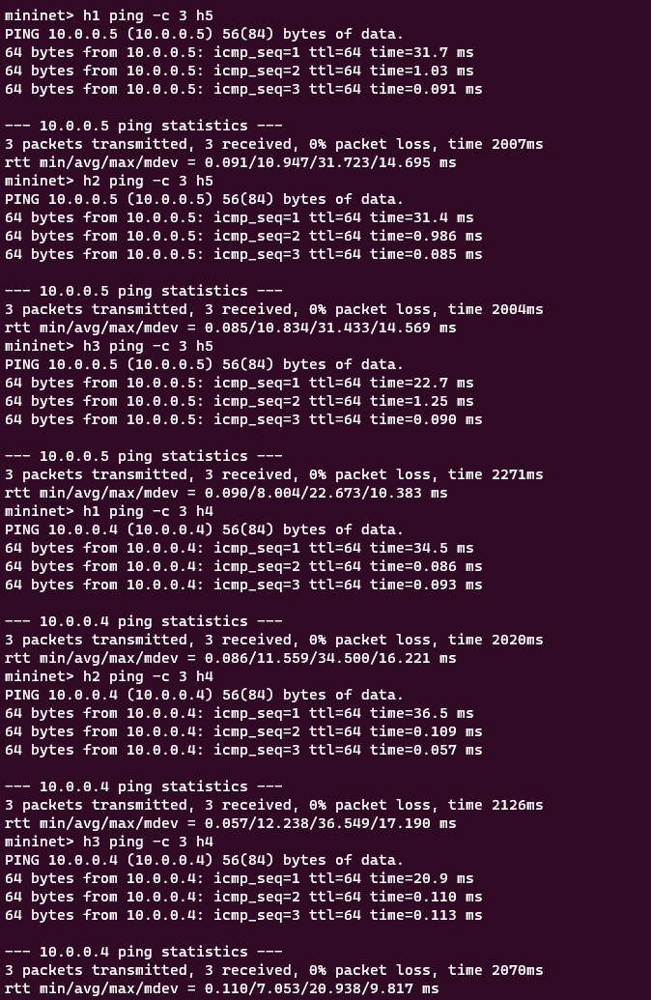 mininet> h1 ping -c 3 h5
PING 10.0.0.5 (10.0.0.5) 56(84) bytes of data.
64 bytes from 10.0.0.5: icmp_seq=1 ttl=64 time=31.7 ms
64 bytes from 10.0.0.5: icmp_seq=2 ttl=64 time=1.03 ms
64 bytes from 10.0.0.5: icmp_seq=3 ttl=64 time=0.091 ms

--- 10.0.0.5 ping statistics ---
3 packets transmitted, 3 received, 0% packet loss, time 2007ms
rtt min/avg/max/mdev = 0.091/10.947/31.723/14.695 ms
mininet> h2 ping -c 3 h5
PING 10.0.0.5 (10.0.0.5) 56(84) bytes of data.
64 bytes from 10.0.0.5: icmp_seq=1 ttl=64 time=31.4 ms
64 bytes from 10.0.0.5: icmp_seq=2 ttl=64 time=0.986 ms
64 bytes from 10.0.0.5: icmp_seq=3 ttl=64 time=0.085 ms

--- 10.0.0.5 ping statistics ---
3 packets transmitted, 3 received, 0% packet loss, time 2004ms
rtt min/avg/max/mdev = 0.085/10.834/31.433/14.569 ms
mininet> h3 ping -c 3 h5
PING 10.0.0.5 (10.0.0.5) 56(84) bytes of data.
64 bytes from 10.0.0.5: icmp_seq=1 ttl=64 time=22.7 ms
64 bytes from 10.0.0.5: icmp_seq=2 ttl=64 time=1.25 ms
64 bytes from 10.0.0.5: icmp_seq=3 ttl=64 time=0.090 ms

--- 10.0.0.5 ping statistics ---
3 packets transmitted, 3 received, 0% packet loss, time 2271ms
rtt min/avg/max/mdev = 0.090/8.004/22.673/10.383 ms
mininet> h1 ping -c 3 h4
PING 10.0.0.4 (10.0.0.4) 56(84) bytes of data.
64 bytes from 10.0.0.4: icmp_seq=1 ttl=64 time=34.5 ms
64 bytes from 10.0.0.4: icmp_seq=2 ttl=64 time=0.086 ms
64 bytes from 10.0.0.4: icmp_seq=3 ttl=64 time=0.093 ms

--- 10.0.0.4 ping statistics ---
3 packets transmitted, 3 received, 0% packet loss, time 2020ms
rtt min/avg/max/mdev = 0.086/11.559/34.500/16.221 ms
mininet> h2 ping -c 3 h4
PING 10.0.0.4 (10.0.0.4) 56(84) bytes of data.
64 bytes from 10.0.0.4: icmp_seq=1 ttl=64 time=36.5 ms
64 bytes from 10.0.0.4: icmp_seq=2 ttl=64 time=0.109 ms
64 bytes from 10.0.0.4: icmp_seq=3 ttl=64 time=0.057 ms

--- 10.0.0.4 ping statistics ---
3 packets transmitted, 3 received, 0% packet loss, time 2126ms
rtt min/avg/max/mdev = 0.057/12.238/36.549/17.190 ms
mininet> h3 ping -c 3 h4
PING 10.0.0.4 (10.0.0.4) 56(84) bytes of data.
64 bytes from 10.0.0.4: icmp_seq=1 ttl=64 time=20.9 ms
64 bytes from 10.0.0.4: icmp_seq=2 ttl=64 time=0.110 ms
64 bytes from 10.0.0.4: icmp_seq=3 ttl=64 time=0.113 ms

--- 10.0.0.4 ping statistics ---
3 packets transmitted, 3 received, 0% packet loss, time 2070ms
rtt min/avg/max/mdev = 0.110/7.053/20.938/9.817 ms